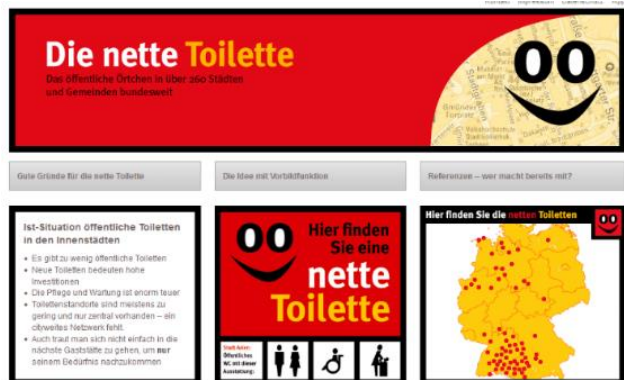 Die nette Toilette
Das öffentliche Örtchen in über 260 Städten
und Gemeinden bundesweit
Gute Gründe für die nette Toilette
Die Idee mit Vorbildfunktion
Referenzen – wer macht bereits mit?
Ist-Situation öffentliche Toiletten
in den Innenstädten
Es gibt zu wenig öffentliche Toiletten
Neue Toiletten bedeuten hohe
Investitionen
Die Pflege und Wartung ist enorm teuer
Toilettenstandorte sind meistens zu
gering und nur zentral vorhanden – ein
cityweites Netzwerk fehlt.
Auch traut man sich nicht einfach in die
nächste Gaststätte zu gehen, um nur
seinem Bedürfnis nachzukommen
Hier finden
Sie eine
nette
Toilette
Öffentliches
WC mit dieser
Ausstattung:
Hier finden Sie die netten Toiletten